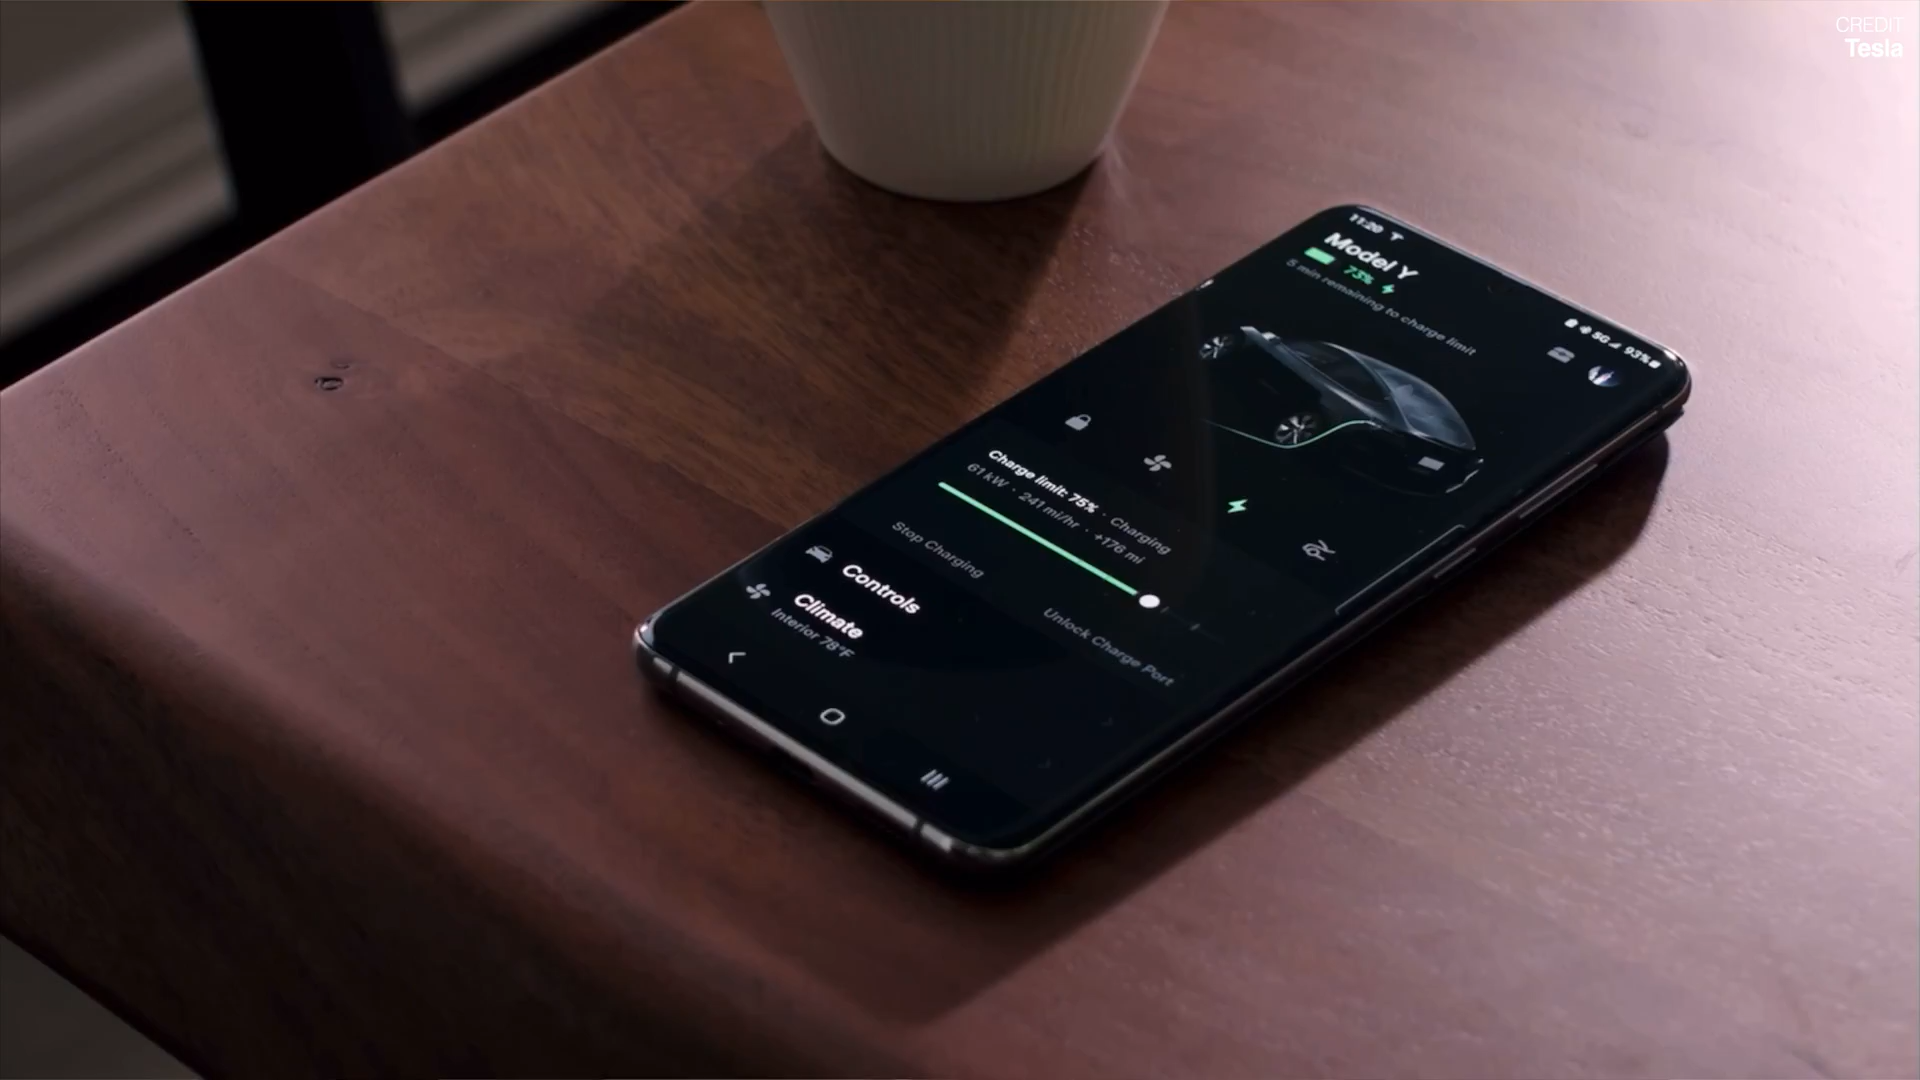 CREDIT
Tesla
11:20
5G 93%
Model Y
73%
5 min remaining to charge limit
Charge limit: 75% · Charging
61 kW · 241 mi/hr · +176 mi
Stop Charging
Unlock Charge Port
Controls
Climate
Interior 78°F